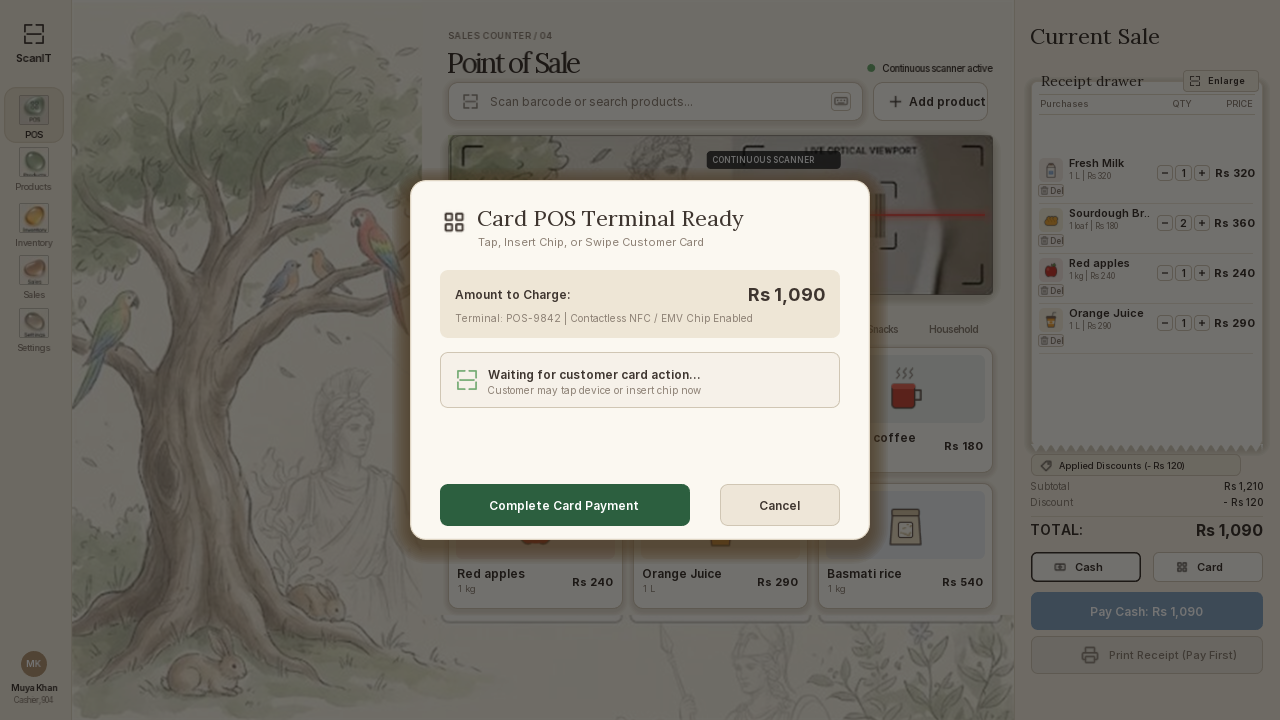 ScanIT
POS
POS
Products
Inventory
Sales
Sales
Settings
MK
Muya Khan
Cashier, 904
SALES COUNTER / 04
Point of Sale
Continuous scanner active
Scan barcode or search products...
Add product
LIVE OPTICAL VIEWPORT
CONTINUOUS SCANNER
Household
coffee
Rs 180
Red apples
1 kg
Rs 240
Orange Juice
1 L
Rs 290
Basmati rice
1 kg
Rs 540
Card POS Terminal Ready
Tap, Insert Chip, or Swipe Customer Card
Amount to Charge:
Rs 1,090
Terminal: POS-9842 | Contactless NFC / EMV Chip Enabled
Waiting for customer card action...
Customer may tap device or insert chip now
Complete Card Payment
Cancel
Current Sale
Receipt drawer
Enlarge
Purchases QTY PRICE
Fresh Milk
1 L | Rs 320
1
Rs 320
Del
Sourdough Br..
1 loaf | Rs 180
2
Rs 360
Del
Red apples
1 kg | Rs 240
1
Rs 240
Del
Orange Juice
1 L | Rs 290
1
Rs 290
Del
Applied Discounts (- Rs 120)
Subtotal Rs 1,210
Discount - Rs 120
TOTAL: Rs 1,090
Cash
Card
Pay Cash: Rs 1,090
Print Receipt (Pay First)